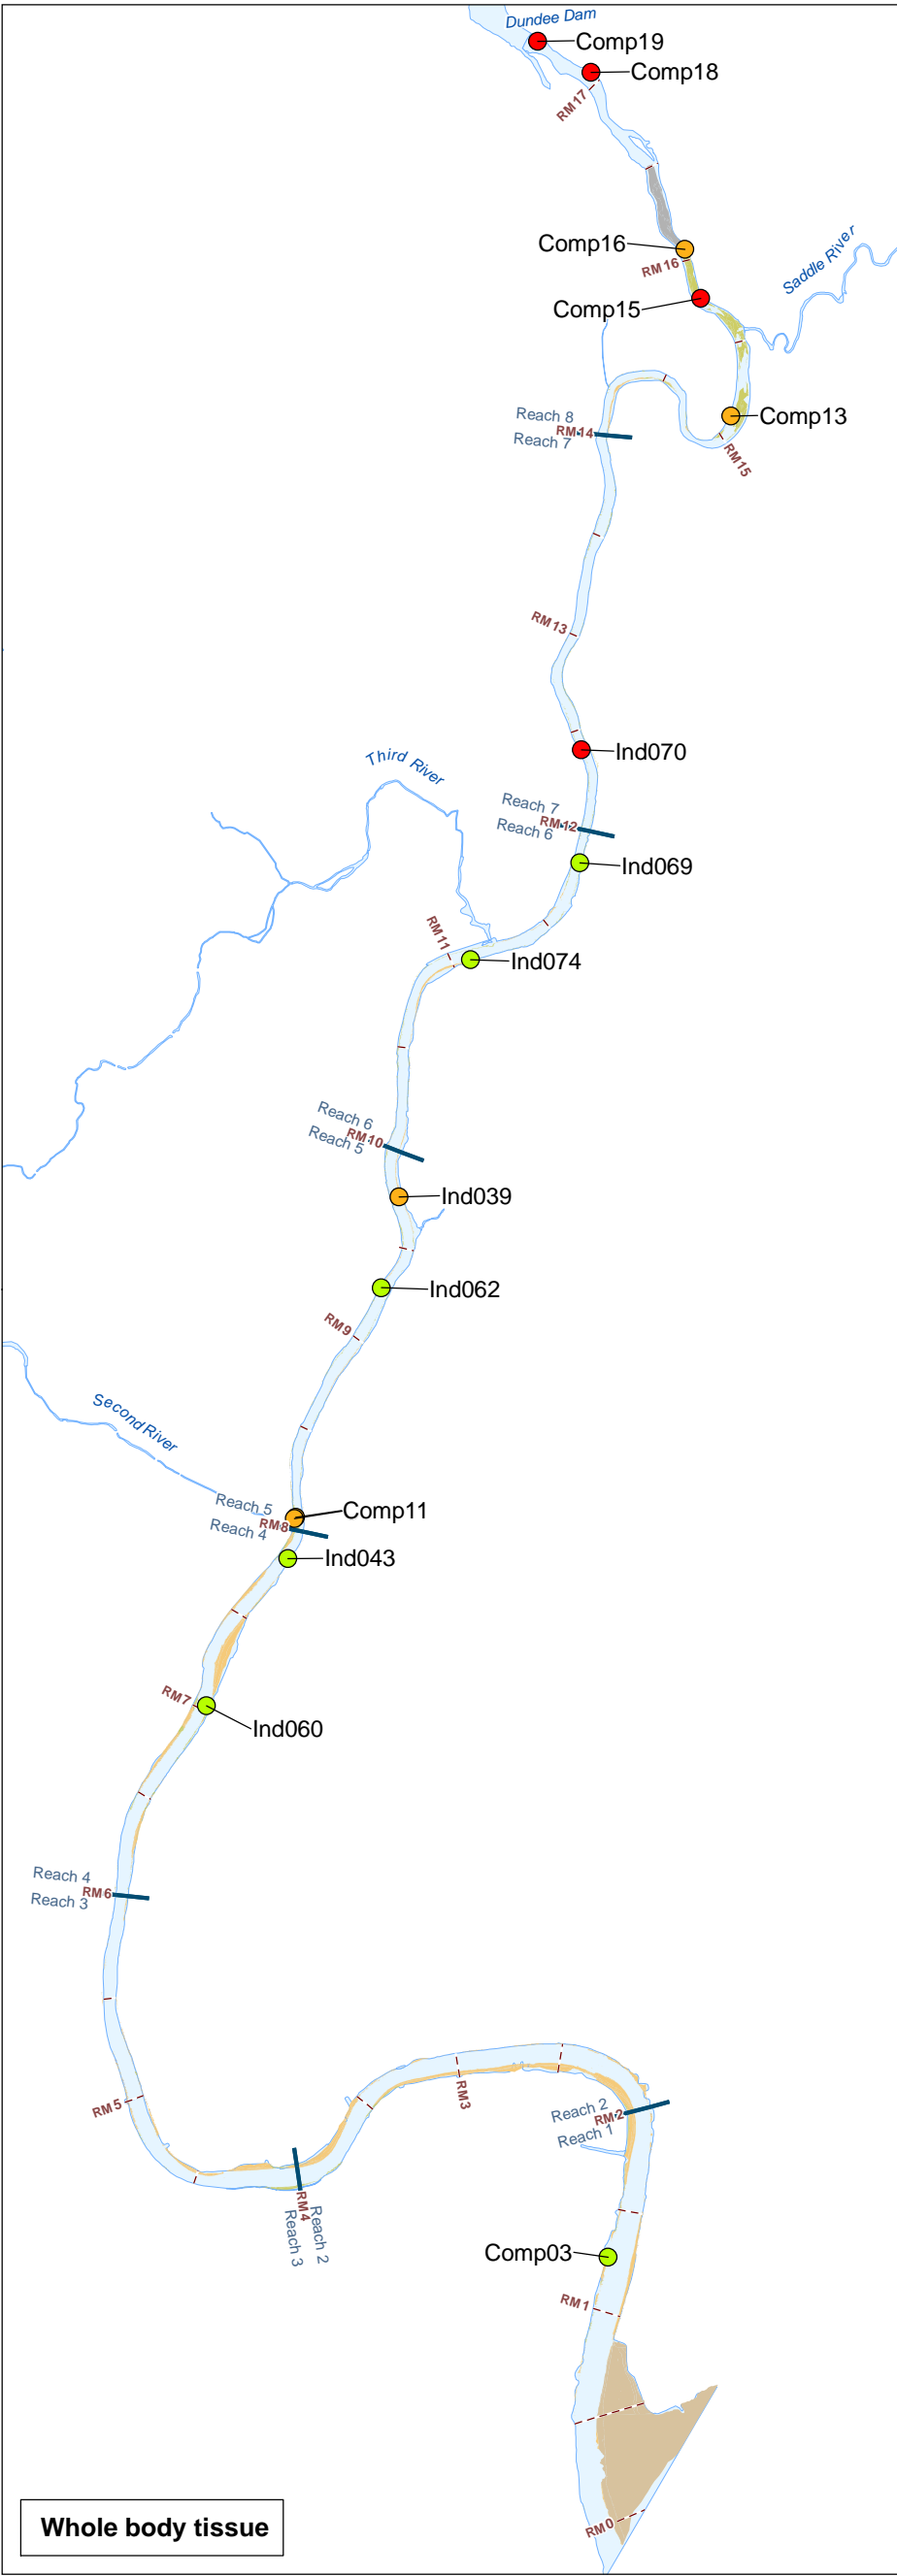 Dundee Dam
Comp19
Comp18
RM17
Comp16
RM16
Saddle River
Comp15
Reach 8
RM14
Reach 7
Comp13
RM15
RM13
Ind070
Third River
Reach 7
RM12
Reach 6
Ind069
RM11
Ind074
Reach 6
RM10
Reach 5
Ind039
Ind062
RM9
Second River
Reach 5
RM8
Reach 4
Comp11
Ind043
RM7
Ind060
Reach 4
RM6
Reach 3
RM5
RM3
Reach 2
RM2
Reach 1
RM4
Reach 2
Reach 3
Comp03
RM1
RM0
Whole body tissue